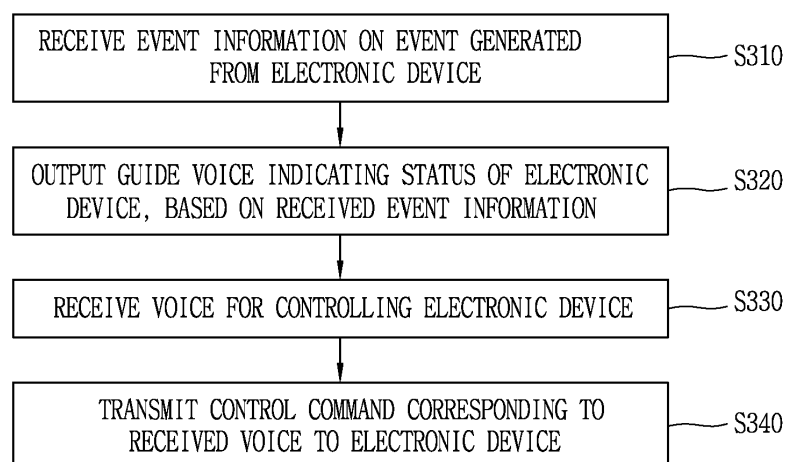 RECEIVE EVENT INFORMATION ON EVENT GENERATED
FROM ELECTRONIC DEVICE
S310
OUTPUT GUIDE VOICE INDICATING STATUS OF ELECTRONIC
DEVICE, BASED ON RECEIVED EVENT INFORMATION
S320
RECEIVE VOICE FOR CONTROLLING ELECTRONIC DEVICE
S330
TRANSMIT CONTROL COMMAND CORRESPONDING TO
RECEIVED VOICE TO ELECTRONIC DEVICE
S340